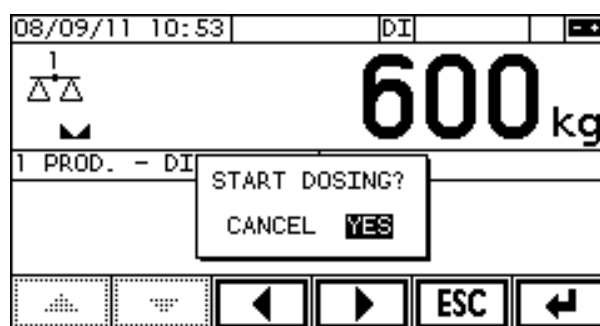 08/09/11 10:53 DI
1
600 kg
1 PROD. - DI
START DOSING?
CANCEL YES
ESC